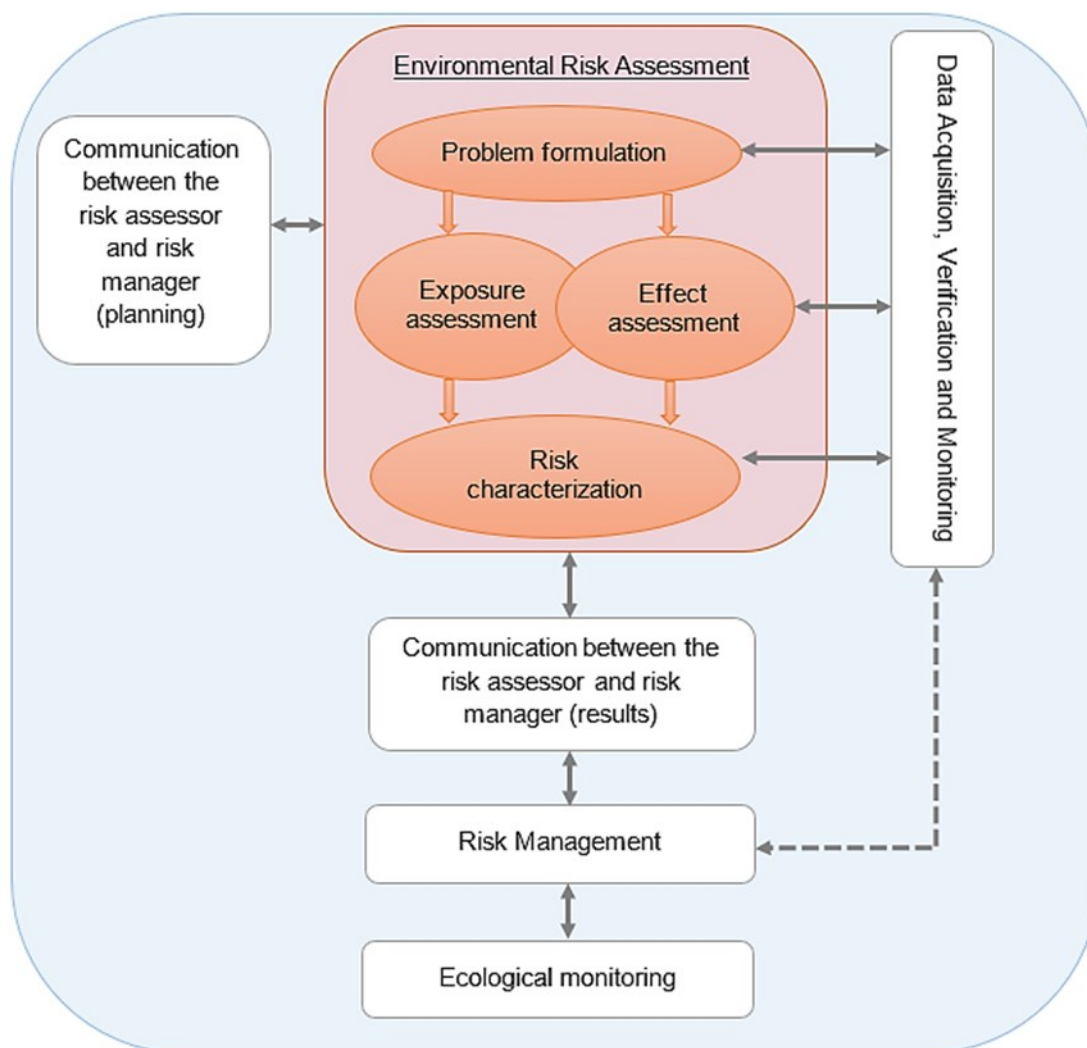 Environmental Risk Assessment
Problem formulation
Communication
between the
risk assessor
and risk
manager
(planning)
Exposure
assessment
Effect
assessment
Risk
characterization
Data Acquisition, Verification and Monitoring
Communication between the
risk assessor and risk
manager (results)
Risk Management
Ecological monitoring